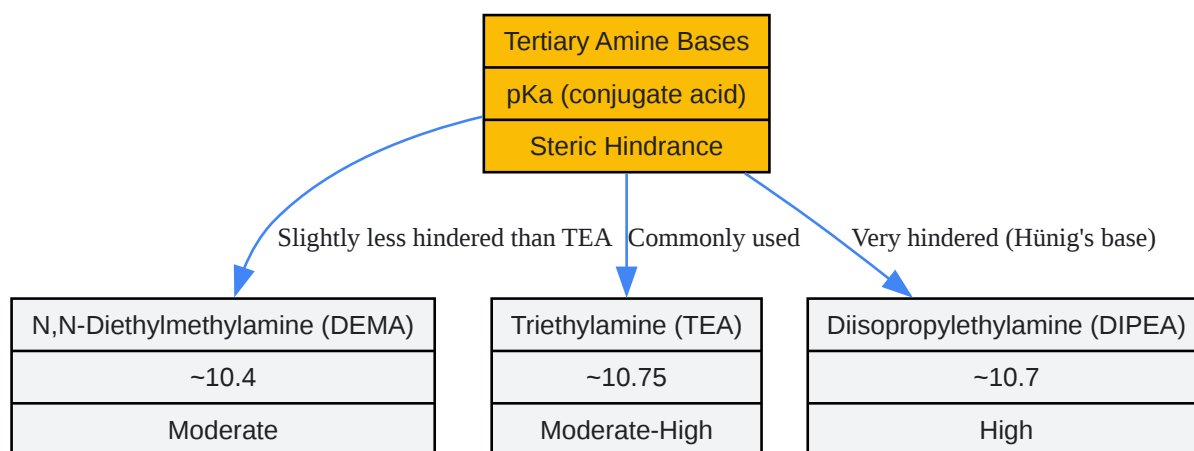 Tertiary Amine Bases
pKa (conjugate acid)
Steric Hindrance
Slightly less hindered than TEA
Commonly used
Very hindered (Hünig's base)
N,N-Diethylmethylamine (DEMA)
~10.4
Moderate
Triethylamine (TEA)
~10.75
Moderate-High
Diisopropylethylamine (DIPEA)
~10.7
High